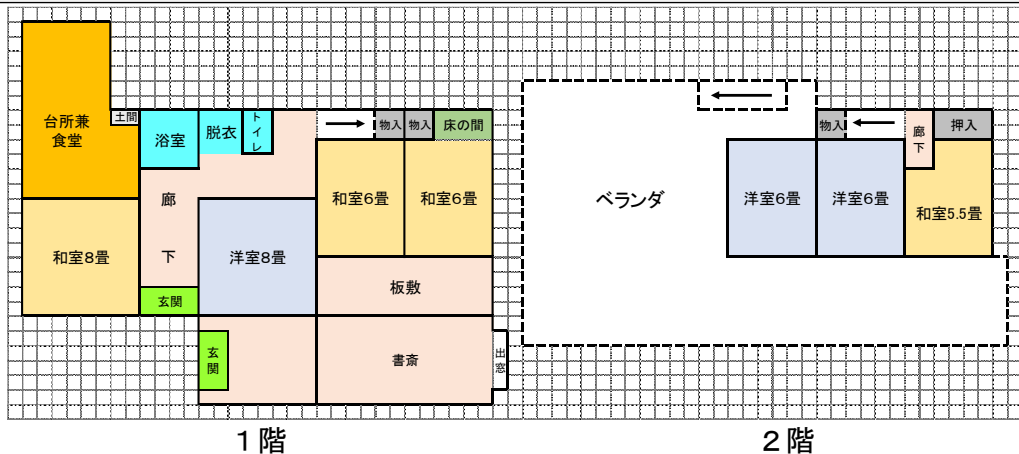 台所兼
食堂
土間
浴室
脱衣
トイレ
物入
物入
床の間
和室6畳
和室6畳
廊
下
和室8畳
洋室8畳
板敷
玄関
玄関
書斎
出窓
1階
ベランダ
物入
廊下
押入
洋室6畳
洋室6畳
和室5.5畳
2階